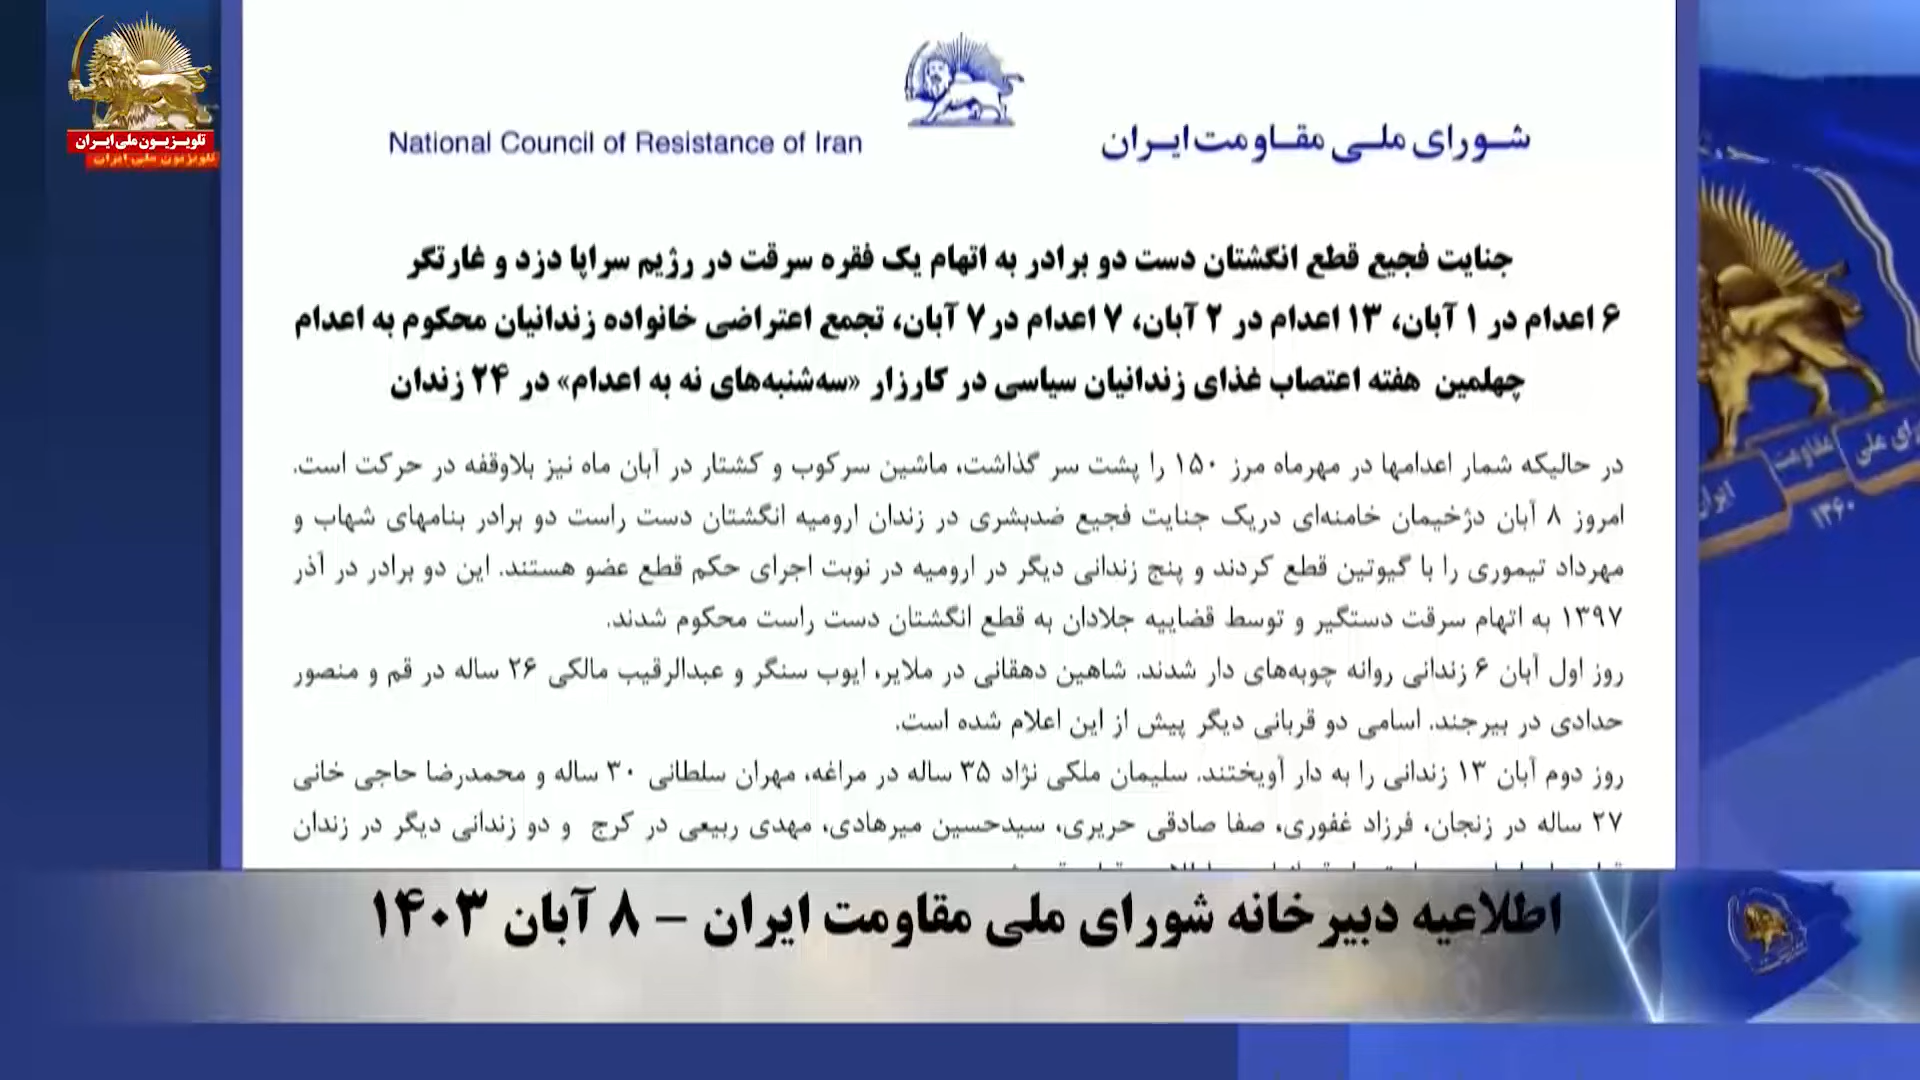 تلویزیون ملی ایران
National Council of Resistance of Iran
شورای ملی مقاومت ایران
جنایت فجیع قطع انگشتان دست دو برادر به اتهام یک فقره سرقت در رژیم سراپا دزد و غارتگر
۶ اعدام در ۱ آبان، ۱۳ اعدام در ۲ آبان، ۷ اعدام در ۷ آبان، تجمع اعتراضی خانواده زندانیان محکوم به اعدام
چهلمین هفته اعتصاب غذای زندانیان سیاسی در کارزار «سه‌شنبه‌های نه به اعدام» در ۲۴ زندان
در حالیکه شمار اعدامها در مهرماه مرز ۱۵۰ را پشت سر گذاشت، ماشین سرکوب و کشتار در آبان ماه نیز بلاوقفه در حرکت است.
امروز ۸ آبان دژخیمان خامنه‌ای دریک جنایت فجیع ضدبشری در زندان ارومیه انگشتان دست راست دو برادر بنامهای شهاب و
مهرداد تیموری را با گیوتین قطع کردند و پنج زندانی دیگر در ارومیه در نوبت اجرای حکم قطع عضو هستند. این دو برادر در آذر
۱۳۹۷ به اتهام سرقت دستگیر و توسط قضاییه جلادان به قطع انگشتان دست راست محکوم شدند.
روز اول آبان ۶ زندانی روانه چوبه‌های دار شدند. شاهین دهقانی در ملایر، ایوب سنگر و عبدالرقیب مالکی ۲۶ ساله در قم و منصور
حدادی در بیرجند. اسامی دو قربانی دیگر پیش از این اعلام شده است.
روز دوم آبان ۱۳ زندانی را به دار آویختند. سلیمان ملکی نژاد ۳۵ ساله در مراغه، مهران سلطانی ۳۰ ساله و محمدرضا حاجی خانی
۲۷ ساله در زنجان، فرزاد غفوری، صفا صادقی حریری، سیدحسین میرهادی، مهدی ربیعی در کرج و دو زندانی دیگر در زندان
اطلاعیه دبیرخانه شورای ملی مقاومت ایران – ۸ آبان ۱۴۰۳
رای ملی
مقاومت
ایران
۱۳۶۰